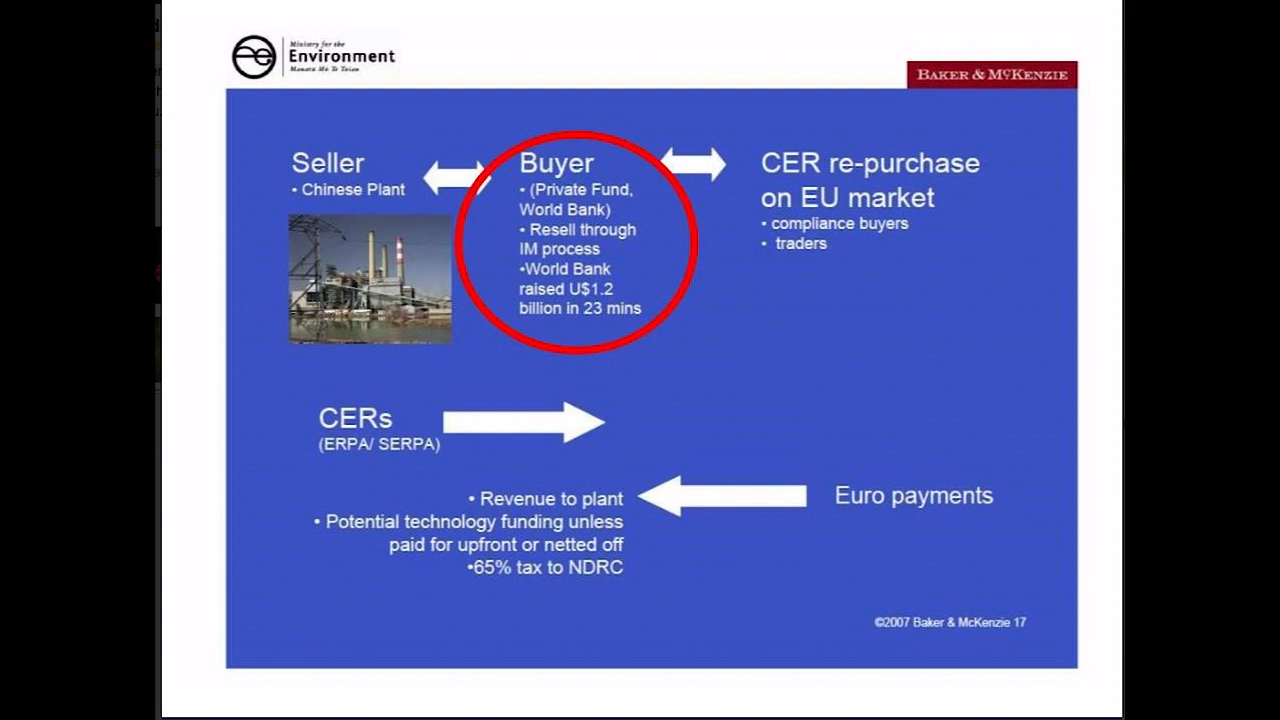 Ministry for the
Environment
Manatū Mō Te Taiao
BAKER & MCKENZIE
Seller
• Chinese Plant
Buyer
• (Private Fund,
World Bank)
• Resell through
IM process
•World Bank
raised U$1.2
billion in 23 mins
CER re-purchase
on EU market
• compliance buyers
• traders
CERs
(ERPA/ SERPA)
• Revenue to plant
• Potential technology funding unless
paid for upfront or netted off
•65% tax to NDRC
Euro payments
©2007 Baker & McKenzie 17